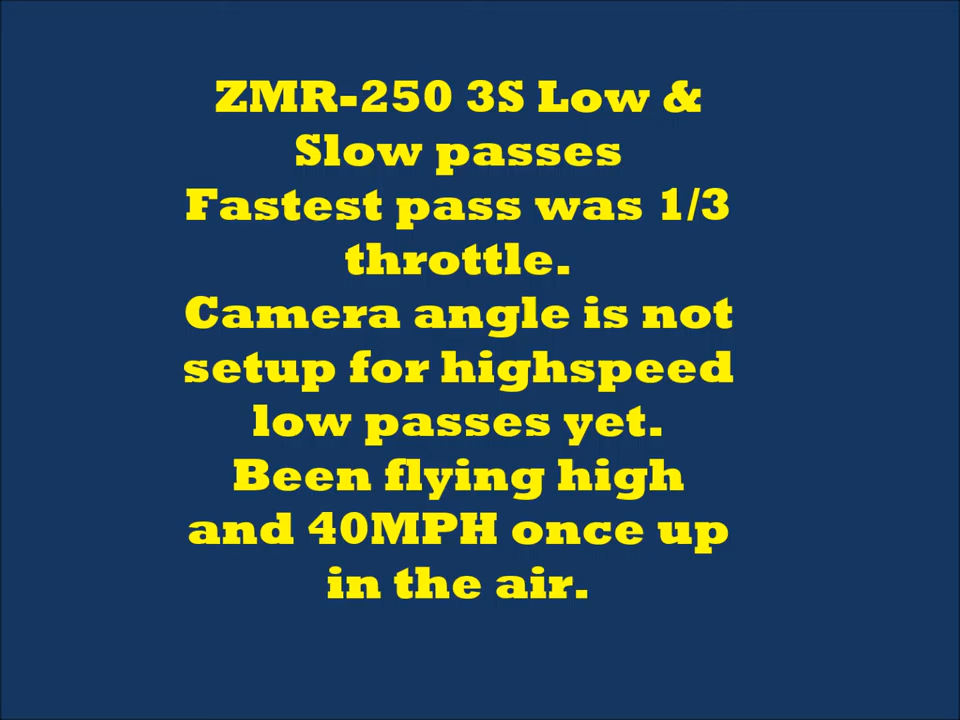 ZMR-250 3S Low &
Slow passes
Fastest pass was 1/3
throttle.
Camera angle is not
setup for highspeed
low passes yet.
Been flying high
and 40MPH once up
in the air.